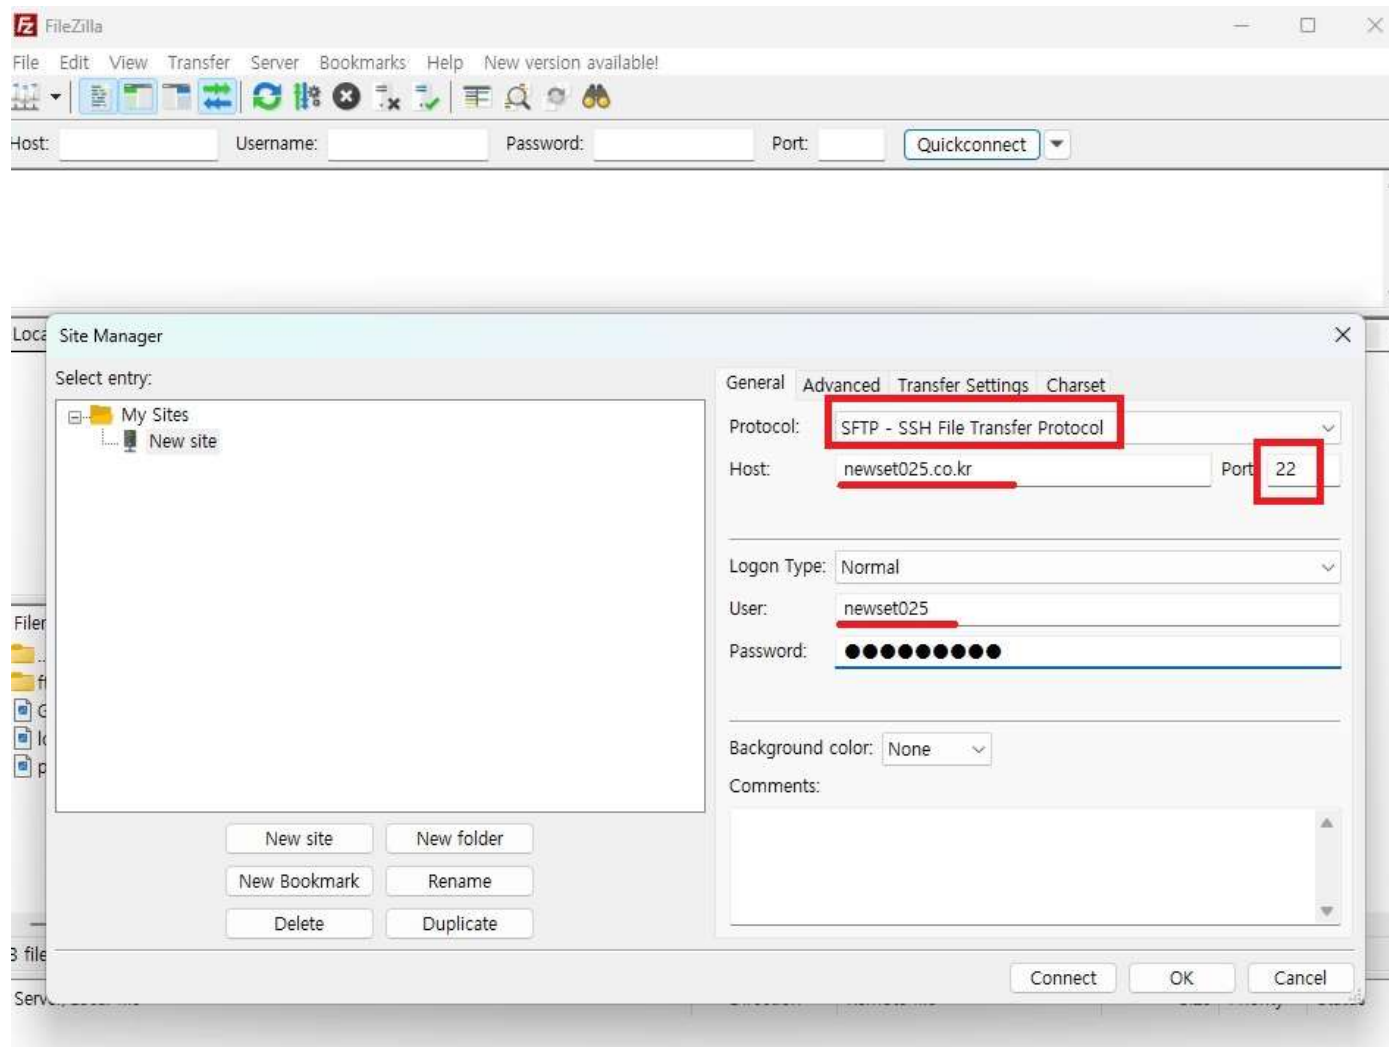 FileZilla
File Edit View Transfer Server Bookmarks Help New version available!
Host: Username: Password: Port: Quickconnect
Site Manager
Select entry:
My Sites
New site
General Advanced Transfer Settings Charset
Protocol: SFTP - SSH File Transfer Protocol
Host: newset025.co.kr Port 22
Logon Type: Normal
User: newset025
Password: ●●●●●●●●●
Background color: None
Comments:
New site New folder
New Bookmark Rename
Delete Duplicate
Connect OK Cancel